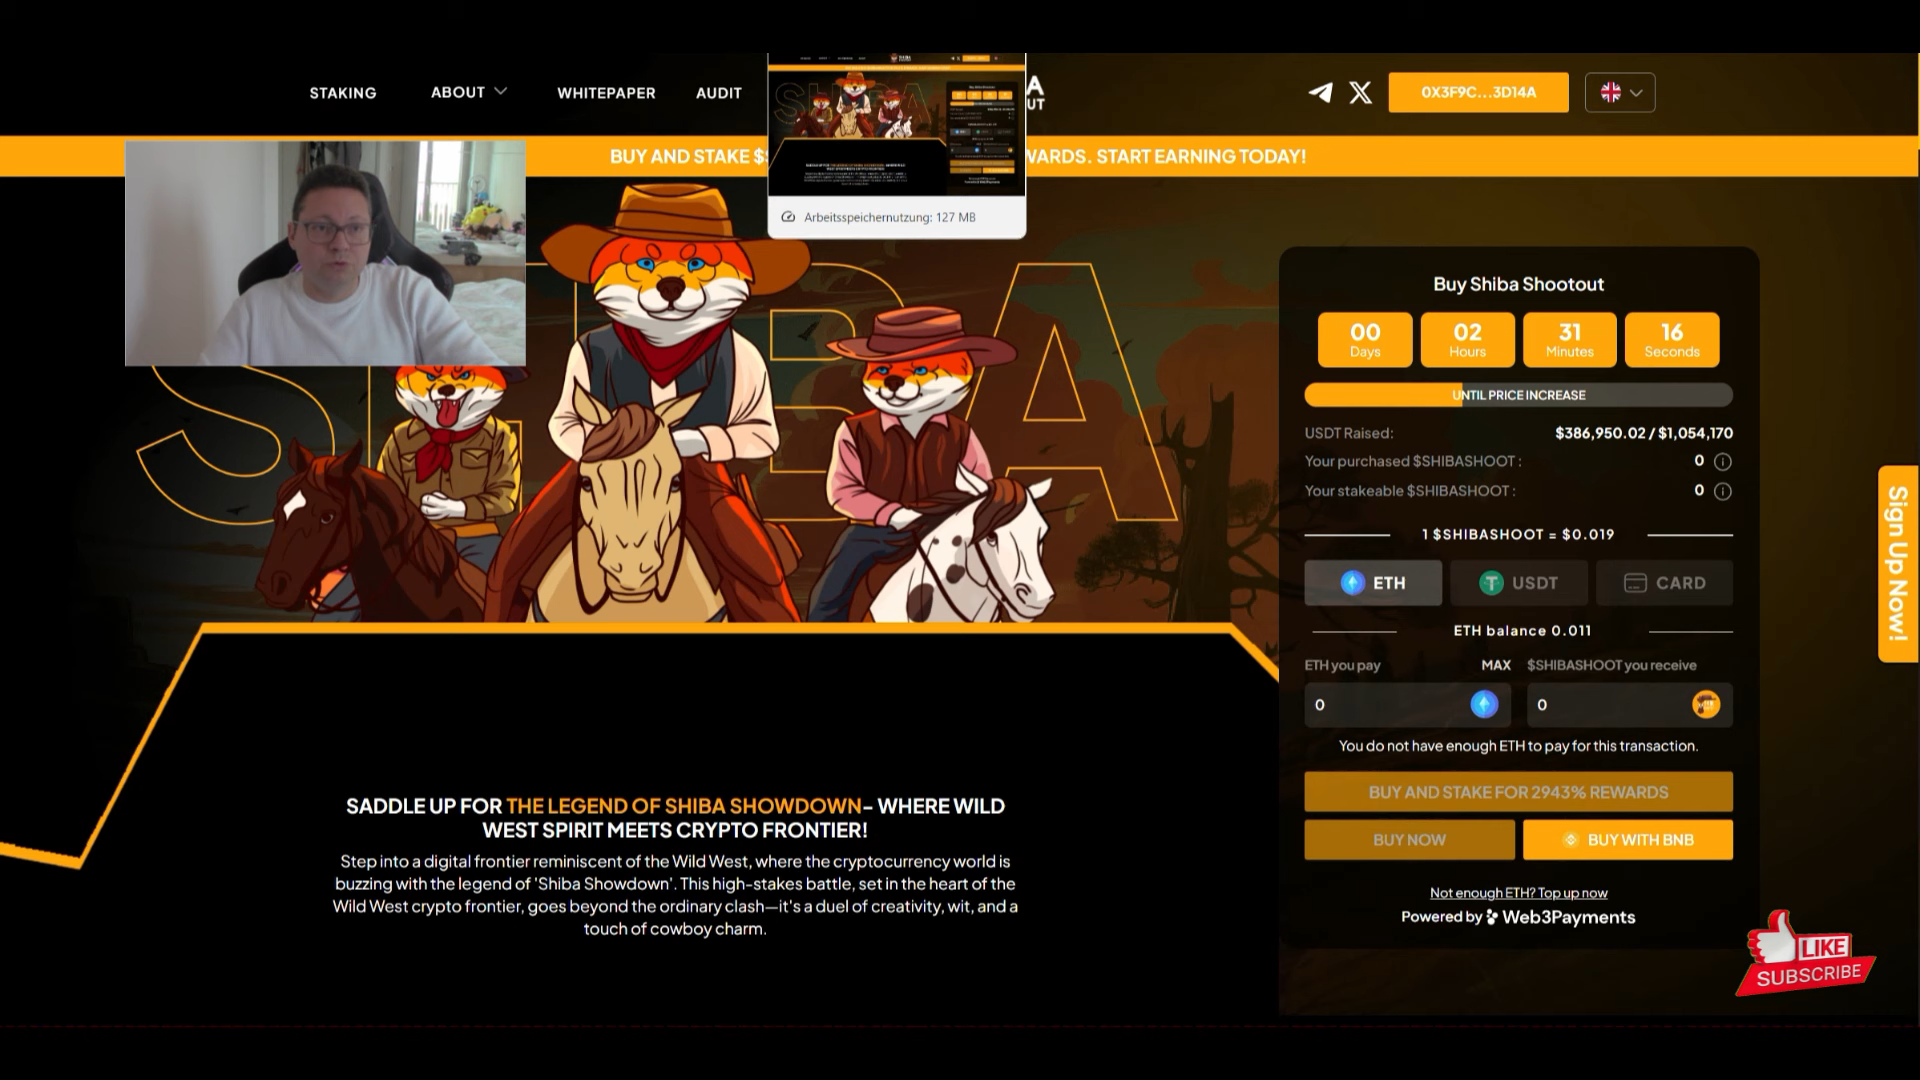 STAKING
ABOUT
WHITEPAPER
AUDIT
A
UT
0X3F9C...3D14A
BUY AND STAKE $S
WARDS. START EARNING TODAY!
Arbeitsspeichernutzung: 127 MB
SHIBA
Buy Shiba Shootout
00
Days
02
Hours
31
Minutes
16
Seconds
UNTIL PRICE INCREASE
USDT Raised:
$386,950.02 / $1,054,170
Your purchased $SHIBASHOOT :
0
Your stakeable $SHIBASHOOT :
0
1 $SHIBASHOOT = $0.019
ETH
USDT
CARD
ETH balance 0.011
ETH you pay
MAX
$SHIBASHOOT you receive
0
0
You do not have enough ETH to pay for this transaction.
BUY AND STAKE FOR 2943% REWARDS
BUY NOW
BUY WITH BNB
Not enough ETH? Top up now
Powered by Web3Payments
Sign Up Now!
SADDLE UP FOR THE LEGEND OF SHIBA SHOWDOWN– WHERE WILD
WEST SPIRIT MEETS CRYPTO FRONTIER!
Step into a digital frontier reminiscent of the Wild West, where the cryptocurrency world is
buzzing with the legend of 'Shiba Showdown'. This high-stakes battle, set in the heart of the
Wild West crypto frontier, goes beyond the ordinary clash—it's a duel of creativity, wit, and a
touch of cowboy charm.
LIKE
SUBSCRIBE